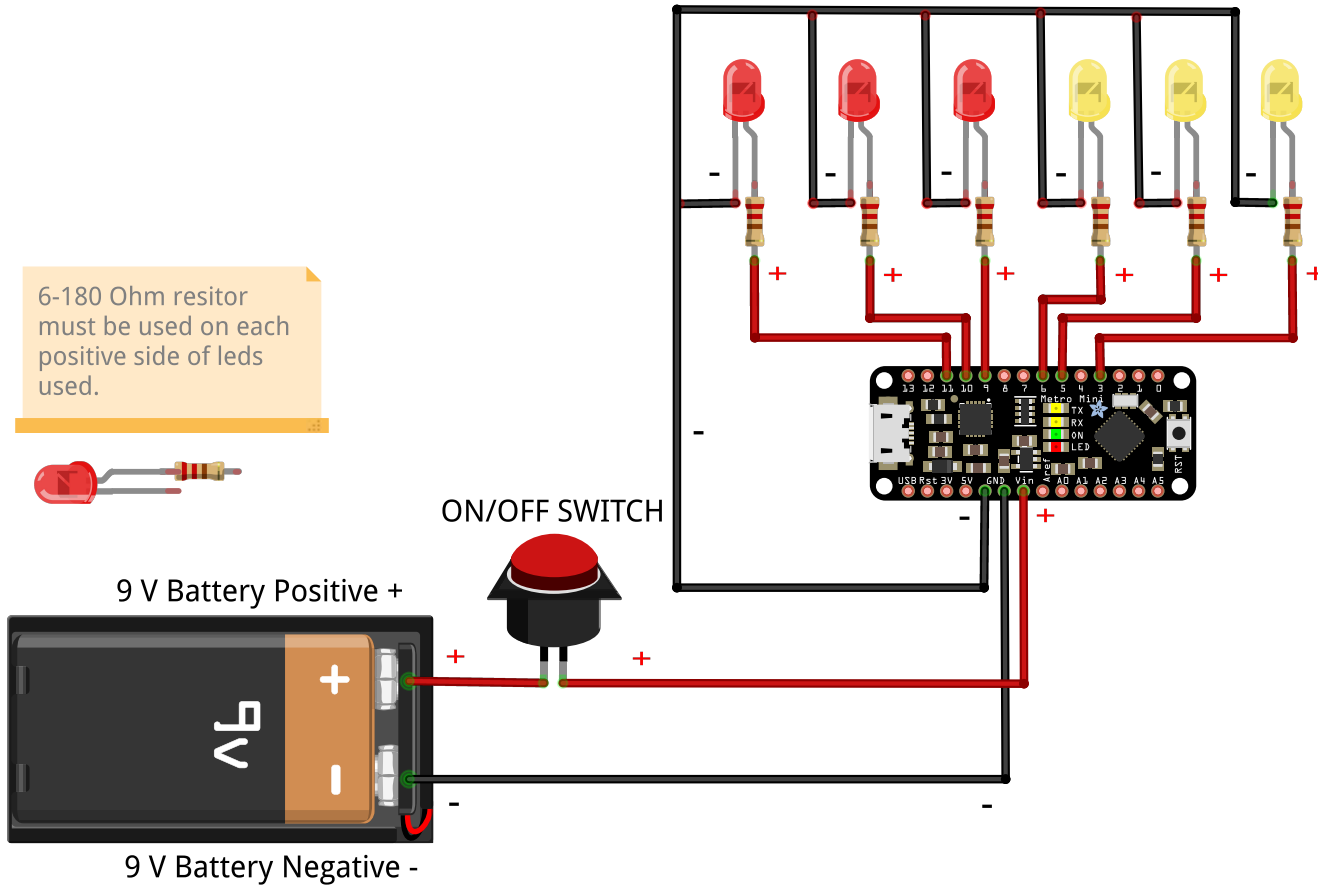 - - - - - -
+ + + + + +
6-180 Ohm resitor
must be used on each
positive side of leds
used.
13 12 11 10 9 8 7 6 5 4 3 2 1 0
Metro Mini
TX
RX
ON
LED
RST
Aref
USB Rst 3V 5V GND Vin A0 A1 A2 A3 A4 A5
-
- +
ON/OFF SWITCH
9 V Battery Positive +
+ +
+
9V
-
- -
9 V Battery Negative -